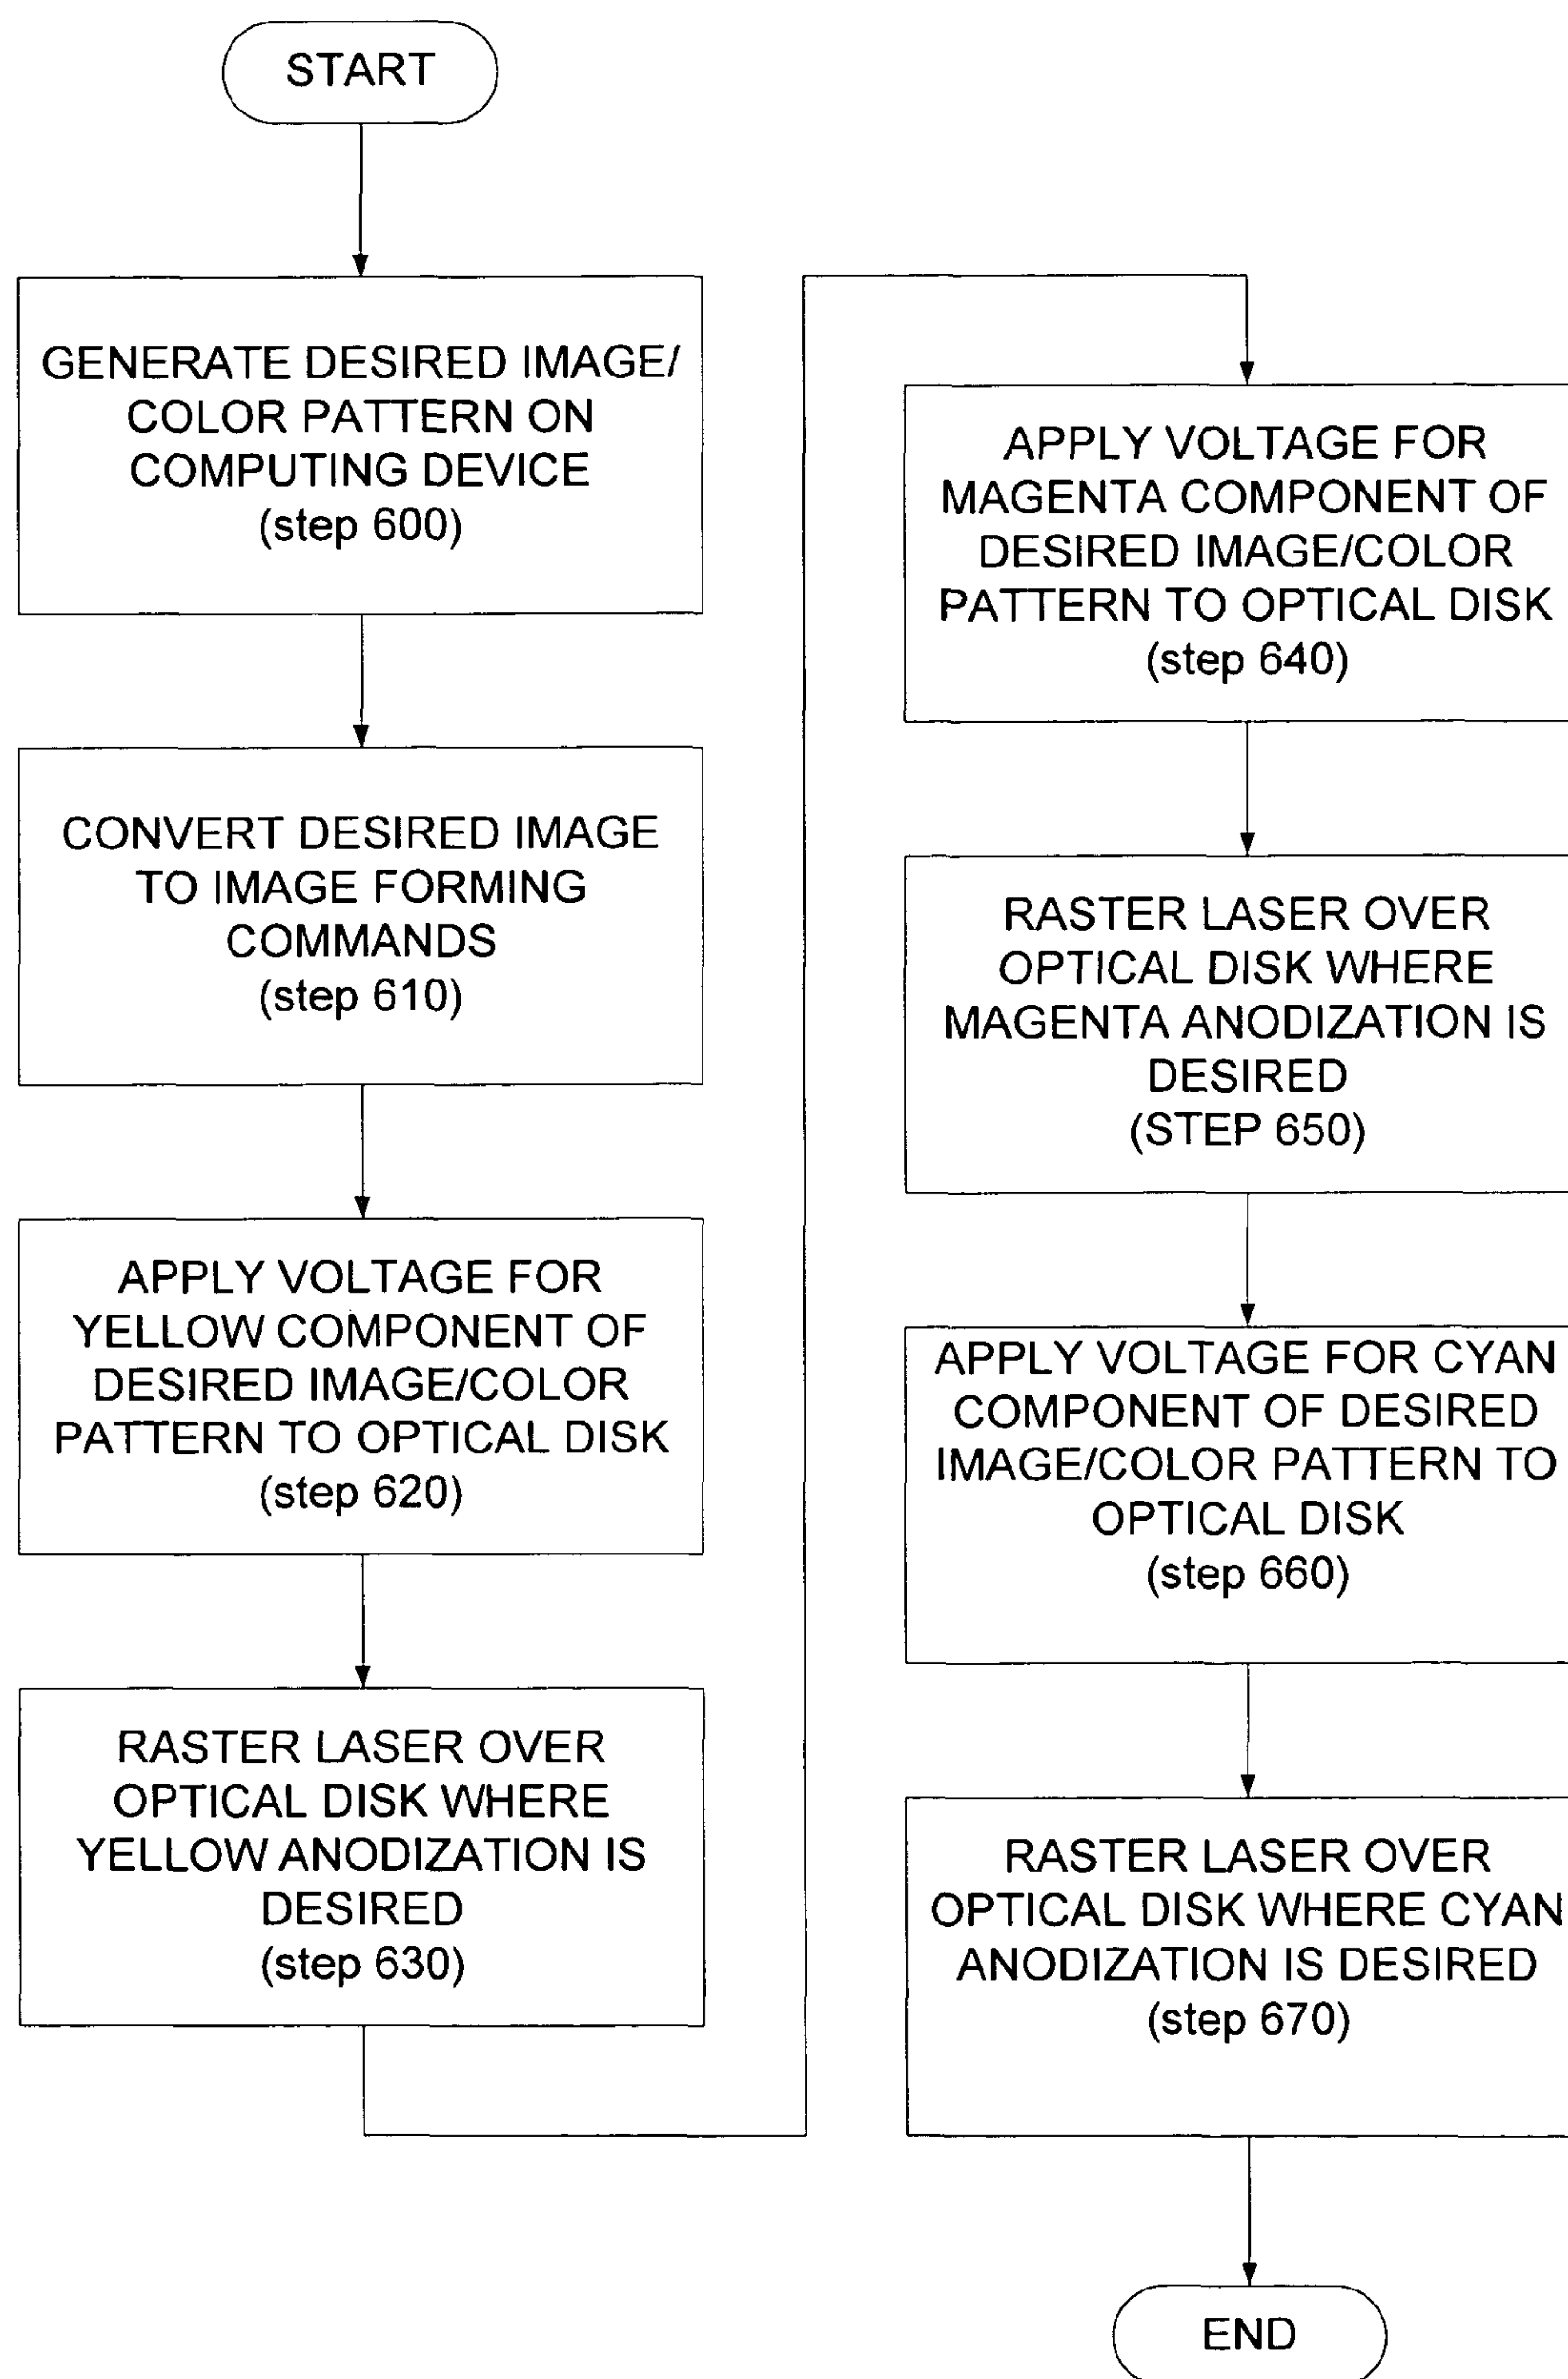 START
GENERATE DESIRED IMAGE/
COLOR PATTERN ON
COMPUTING DEVICE
(step 600)
CONVERT DESIRED IMAGE
TO IMAGE FORMING
COMMANDS
(step 610)
APPLY VOLTAGE FOR
YELLOW COMPONENT OF
DESIRED IMAGE/COLOR
PATTERN TO OPTICAL DISK
(step 620)
RASTER LASER OVER
OPTICAL DISK WHERE
YELLOW ANODIZATION IS
DESIRED
(step 630)
APPLY VOLTAGE FOR
MAGENTA COMPONENT OF
DESIRED IMAGE/COLOR
PATTERN TO OPTICAL DISK
(step 640)
RASTER LASER OVER
OPTICAL DISK WHERE
MAGENTA ANODIZATION IS
DESIRED
(STEP 650)
APPLY VOLTAGE FOR CYAN
COMPONENT OF DESIRED
IMAGE/COLOR PATTERN TO
OPTICAL DISK
(step 660)
RASTER LASER OVER
OPTICAL DISK WHERE CYAN
ANODIZATION IS DESIRED
(step 670)
END